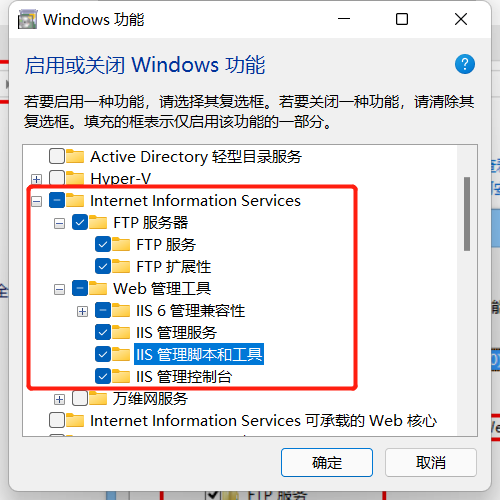 Windows 功能
启用或关闭 Windows 功能
若要启用一种功能，请选择其复选框。若要关闭一种功能，请清除其
复选框。填充的框表示仅启用该功能的一部分。
Active Directory 轻型目录服务
Hyper-V
Internet Information Services
FTP 服务器
FTP 服务
FTP 扩展性
Web 管理工具
IIS 6 管理兼容性
IIS 管理服务
IIS 管理脚本和工具
IIS 管理控制台
万维网服务
Internet Information Services 可承载的 Web 核心
确定
取消
FTP 服务